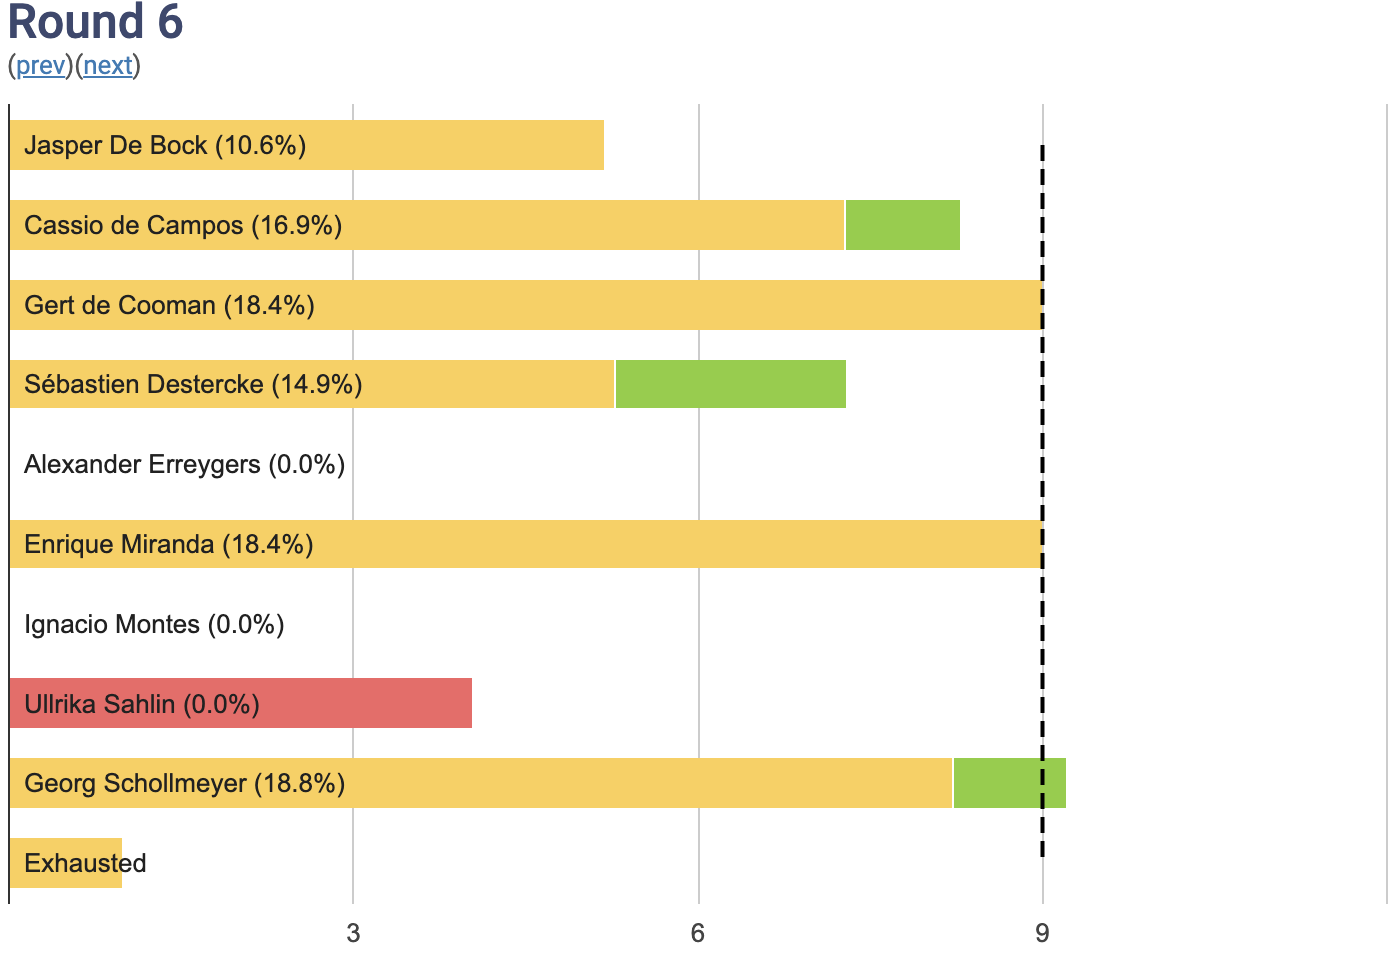 Round 6
(prev)(next)
Jasper De Bock (10.6%)
Cassio de Campos (16.9%)
Gert de Cooman (18.4%)
Sébastien Destercke (14.9%)
Alexander Erreygers (0.0%)
Enrique Miranda (18.4%)
Ignacio Montes (0.0%)
Ullrika Sahlin (0.0%)
Georg Schollmeyer (18.8%)
Exhausted
3 6 9